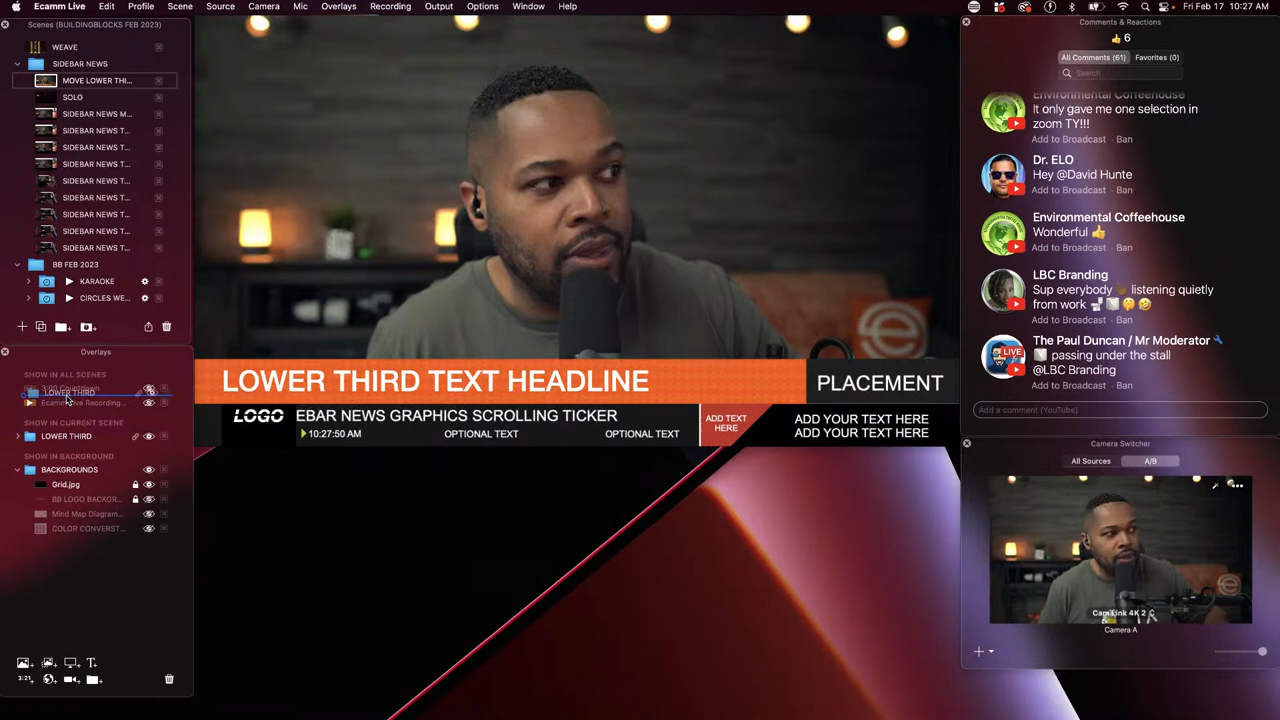 Ecamm Live Edit Profile Scene Source Camera Mic Overlays Recording Output Options Window Help Fri Feb 17 10:27 AM
Scenes (BUILDINGBLOCKS FEB 2023)
WEAVE
SIDEBAR NEWS
MOVE LOWER THI...
SOLO
SIDEBAR NEWS M...
SIDEBAR NEWS T...
SIDEBAR NEWS T...
SIDEBAR NEWS T...
SIDEBAR NEWS T...
SIDEBAR NEWS T...
SIDEBAR NEWS T...
SIDEBAR NEWS T...
SIDEBAR NEWS T...
BB FEB 2023
KARAOKE
CIRCLES WE...
Overlays
SHOW IN ALL SCENES
3:00 Countdown
LOWER THIRD
Ecamm Live Recording...
SHOW IN CURRENT SCENE
LOWER THIRD
SHOW IN BACKGROUND
BACKGROUNDS
Grid.jpg
BB LOGO BACKGR...
Mind Map Diagram...
COLOR CONVERST...
3:21
LOWER THIRD TEXT HEADLINE
PLACEMENT
LOGO
EBAR NEWS GRAPHICS SCROLLING TICKER
10:27:50 AM OPTIONAL TEXT OPTIONAL TEXT
ADD TEXT
HERE
ADD YOUR TEXT HERE
ADD YOUR TEXT HERE
Comments & Reactions
6
All Comments (61) Favorites (0)
Search
Environmental Coffeehouse
It only gave me one selection in
zoom TY!!!
Add to Broadcast - Ban
Dr. ELO
Hey @David Hunte
Add to Broadcast - Ban
Environmental Coffeehouse
Wonderful
Add to Broadcast - Ban
LBC Branding
Sup everybody listening quietly
from work
Add to Broadcast - Ban
LIVE
The Paul Duncan / Mr Moderator
passing under the stall
@LBC Branding
Add to Broadcast - Ban
Add a comment (YouTube)
Camera Switcher
All Sources A/B
Cam Link 4K 2
Camera A